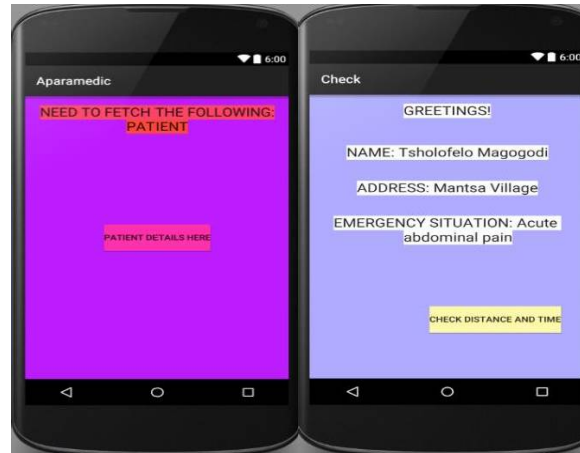 6:00
Aparamedic
NEED TO FETCH THE FOLLOWING:
PATIENT
PATIENT DETAILS HERE
6:00
Check
GREETINGS!
NAME: Tsholofelo Magogodi
ADDRESS: Mantsa Village
EMERGENCY SITUATION: Acute
abdominal pain
CHECK DISTANCE AND TIME